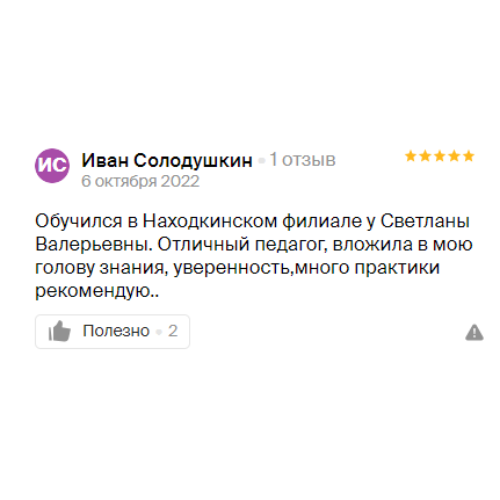 ИС
Иван Солодушкин • 1 отзыв
6 октября 2022
Обучился в Находкинском филиале у Светланы
Валерьевны. Отличный педагог, вложила в мою
голову знания, уверенность,много практики
рекомендую..
Полезно • 2